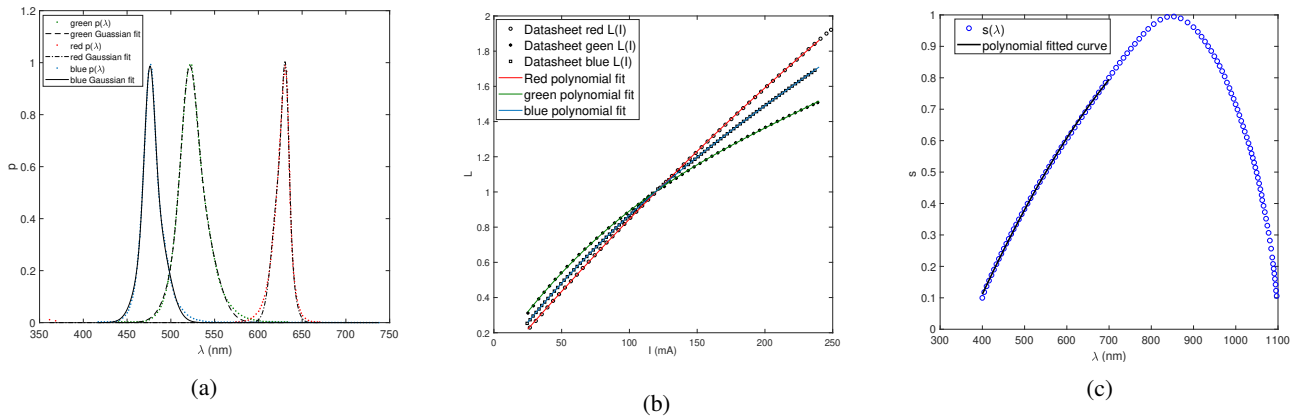 green p(λ)
green Guassian fit
red p(λ)
red Gaussian fit
blue p(λ)
blue Gaussian fit
1.2
1
0.8
0.6
0.4
0.2
0
p
350 400 450 500 550 600 650 700 750
λ (nm)
(a)
Datasheet red L(I)
Datasheet geen L(I)
Datasheet blue L(I)
Red polynomial fit
green polynomial fit
blue polynomial fit
2
1.8
1.6
1.4
1.2
1
0.8
0.6
0.4
0.2
L
0 50 100 150 200 250
I (mA)
(b)
s(λ)
polynomial fitted curve
1
0.9
0.8
0.7
0.6
0.5
0.4
0.3
0.2
0.1
0
s
300 400 500 600 700 800 900 1000 1100
λ (nm)
(c)